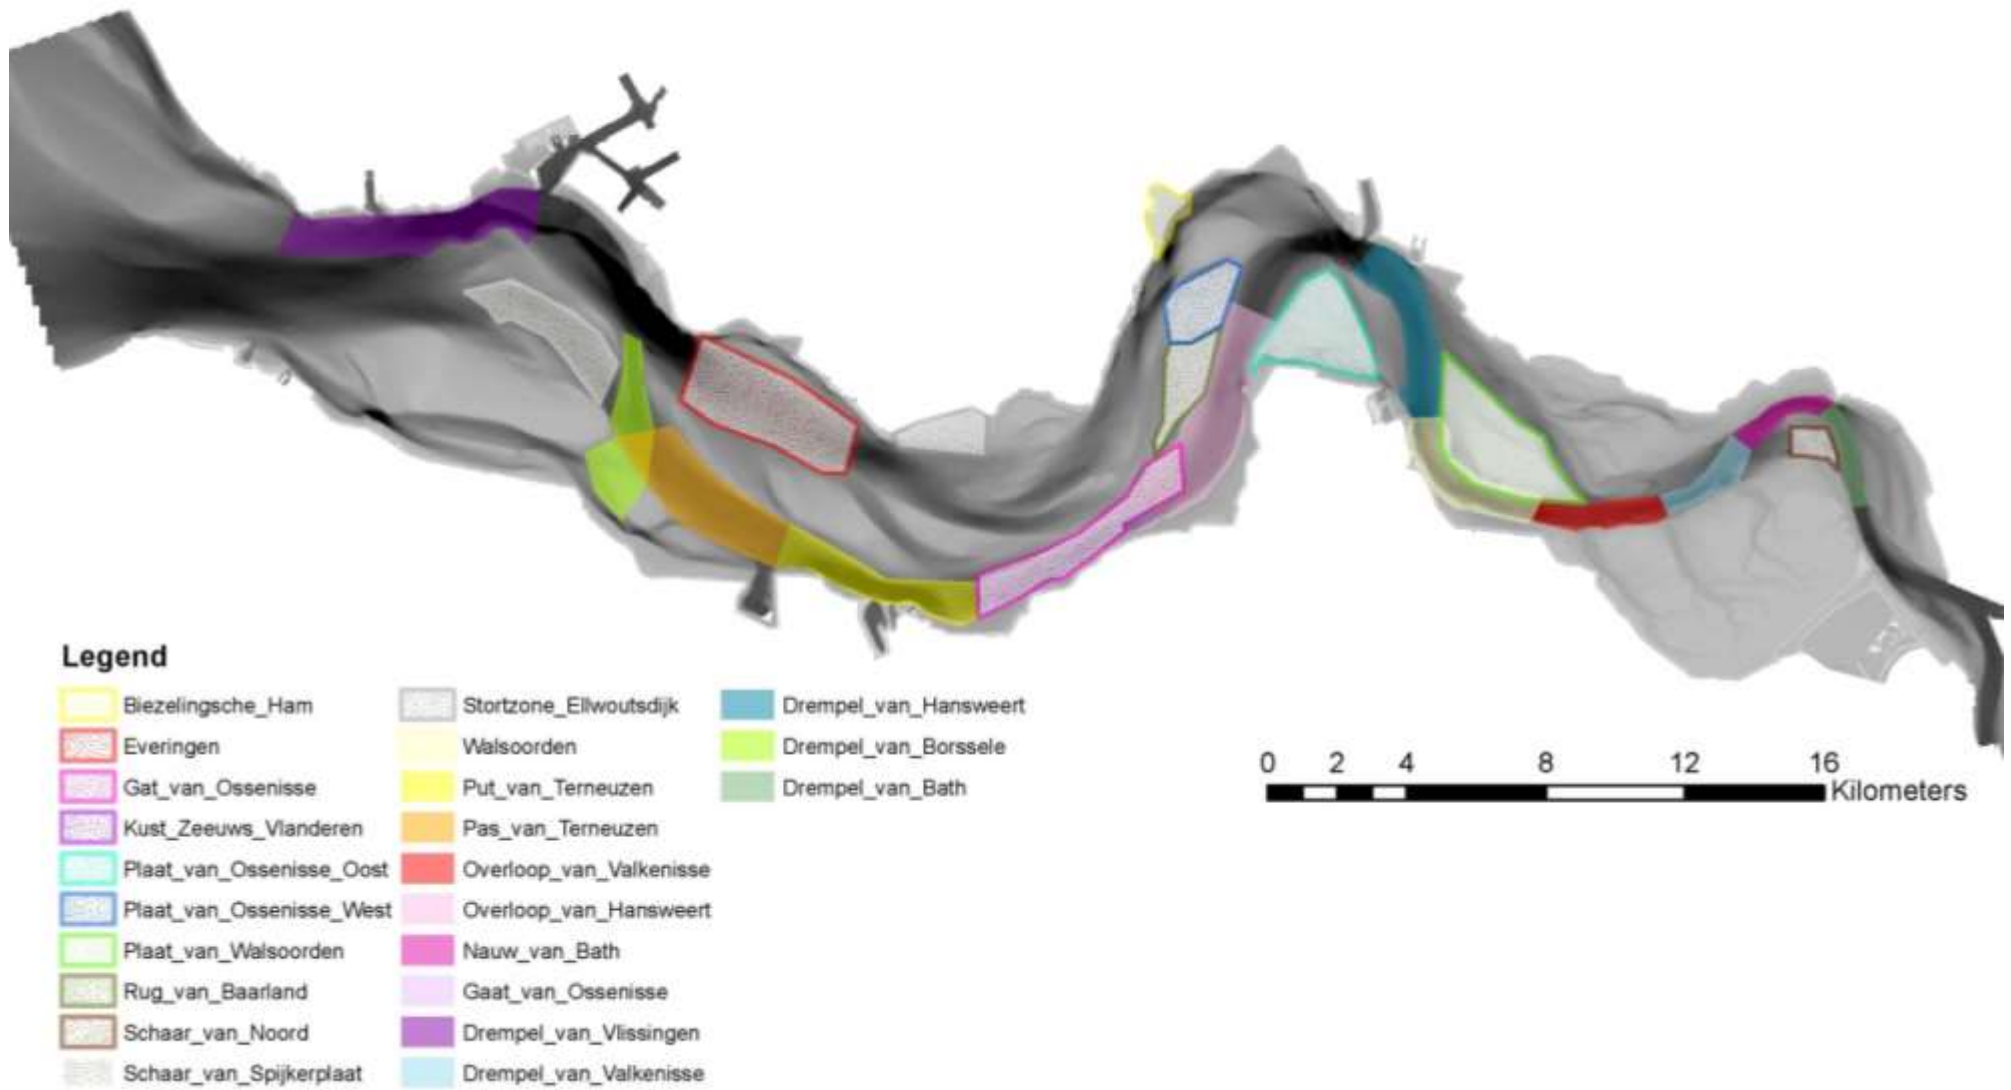 Legend
Biezelingsche_Ham
Everingen
Gat_van_Ossenisse
Kust_Zeeuws_Vlanderen
Plaat_van_Ossenisse_Oost
Plaat_van_Ossenisse_West
Plaat_van_Walsoorden
Rug_van_Baarland
Schaar_van_Noord
Schaar_van_Spijkerplaat
Stortzone_Ellwoutsdijk
Walsoorden
Put_van_Terneuzen
Pas_van_Terneuzen
Overloop_van_Valkenisse
Overloop_van_Hansweert
Nauw_van_Bath
Gaat_van_Ossenisse
Drempel_van_Vlissingen
Drempel_van_Valkenisse
Drempel_van_Hansweert
Drempel_van_Borssele
Drempel_van_Bath
0 2 4 8 12 16
Kilometers